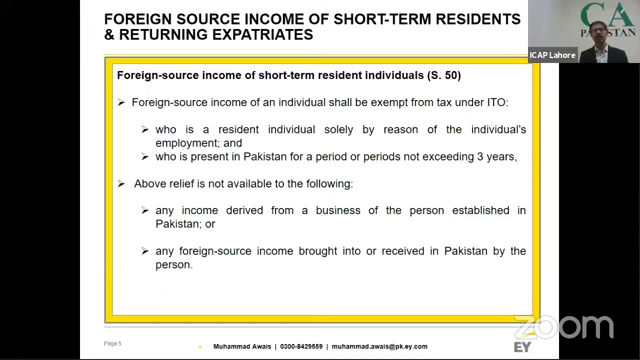 FOREIGN SOURCE INCOME OF SHORT-TERM RESIDENTS
& RETURNING EXPATRIATES
CA
PAKISTAN
ICAP Lahore
Foreign-source income of short-term resident individuals (S. 50)
➢ Foreign-source income of an individual shall be exempt from tax under ITO:
➢ who is a resident individual solely by reason of the individual's
employment; and
➢ who is present in Pakistan for a period or periods not exceeding 3 years,
➢ Above relief is not available to the following:
➢ any income derived from a business of the person established in
Pakistan; or
➢ any foreign-source income brought into or received in Pakistan by the
person.
zoom
Page 5
Muhammad Awais | 0300-8429559 | muhammad.awais@pk.ey.com
EY